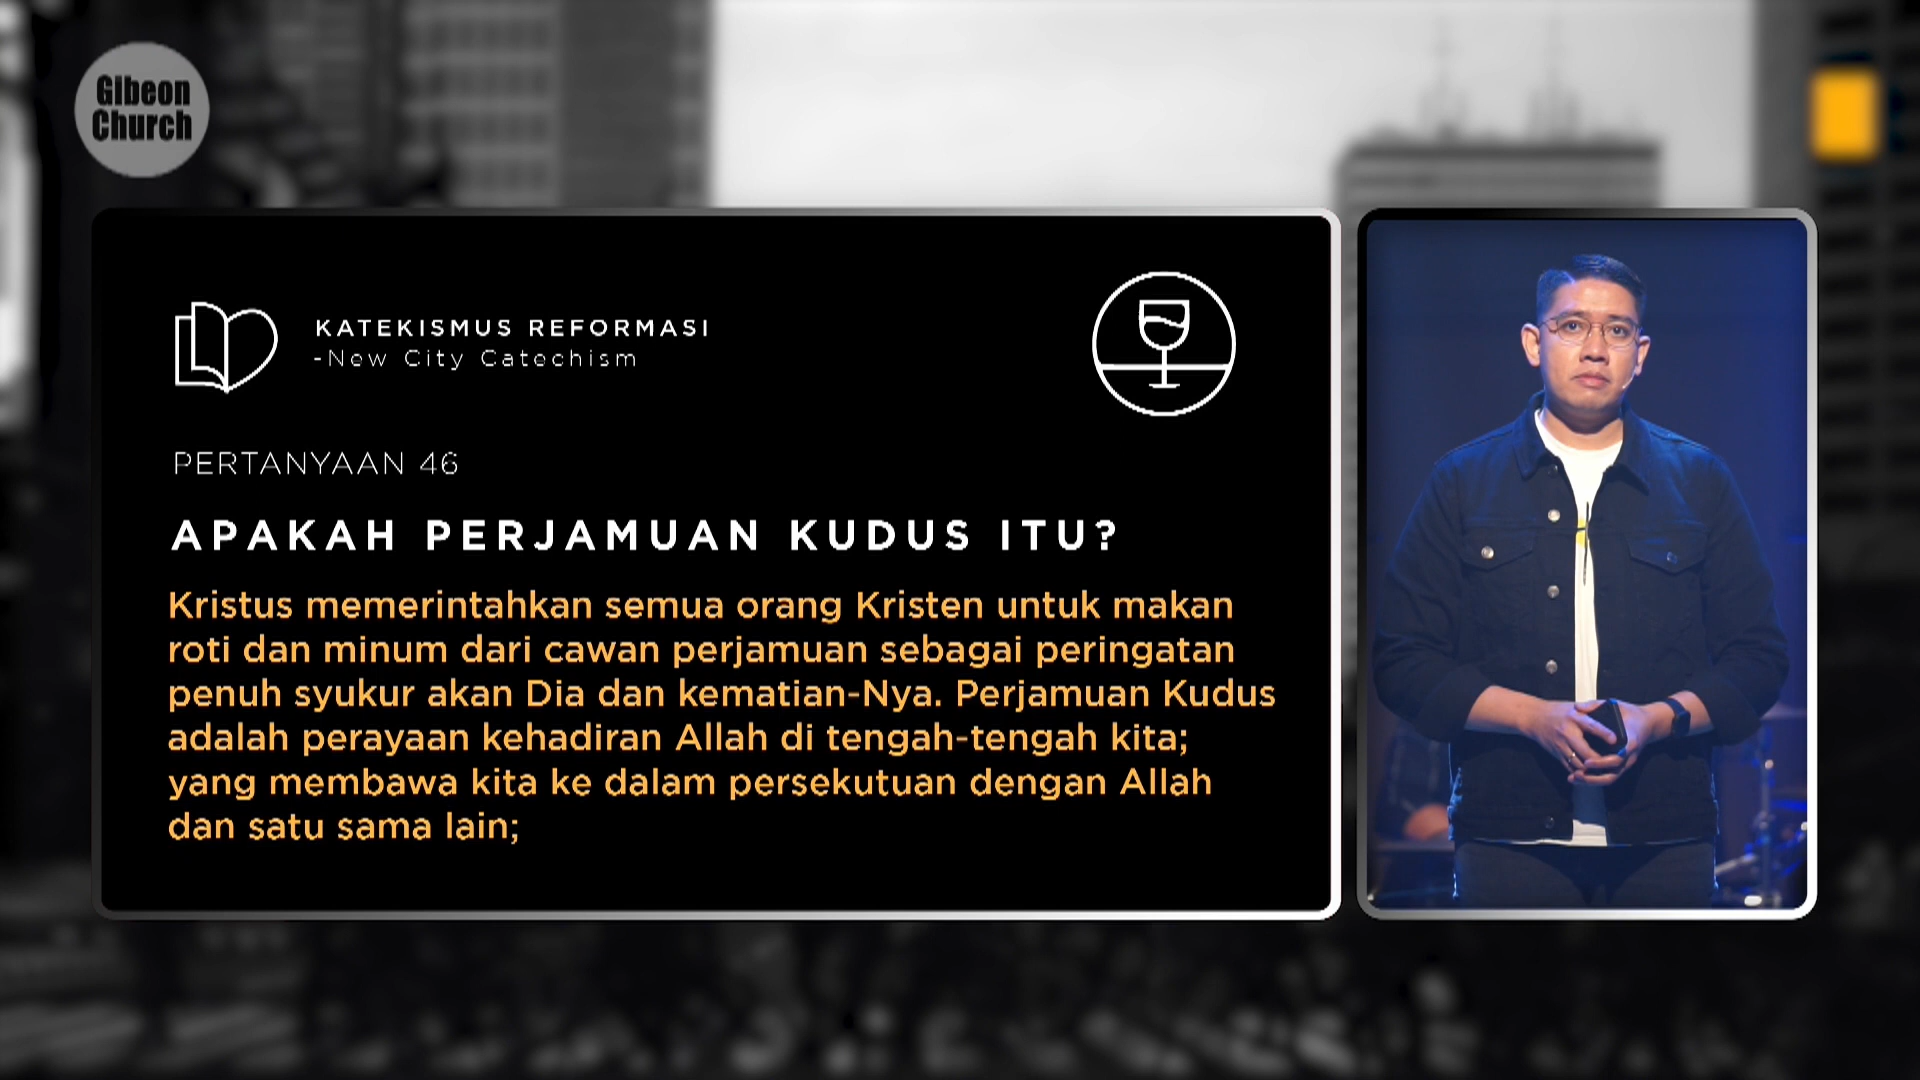 Gibeon
Church
KATEKISMUS REFORMASI
-New City Catechism
PERTANYAAN 46
APAKAH PERJAMUAN KUDUS ITU?
Kristus memerintahkan semua orang Kristen untuk makan
roti dan minum dari cawan perjamuan sebagai peringatan
penuh syukur akan Dia dan kematian-Nya. Perjamuan Kudus
adalah perayaan kehadiran Allah di tengah-tengah kita;
yang membawa kita ke dalam persekutuan dengan Allah
dan satu sama lain;